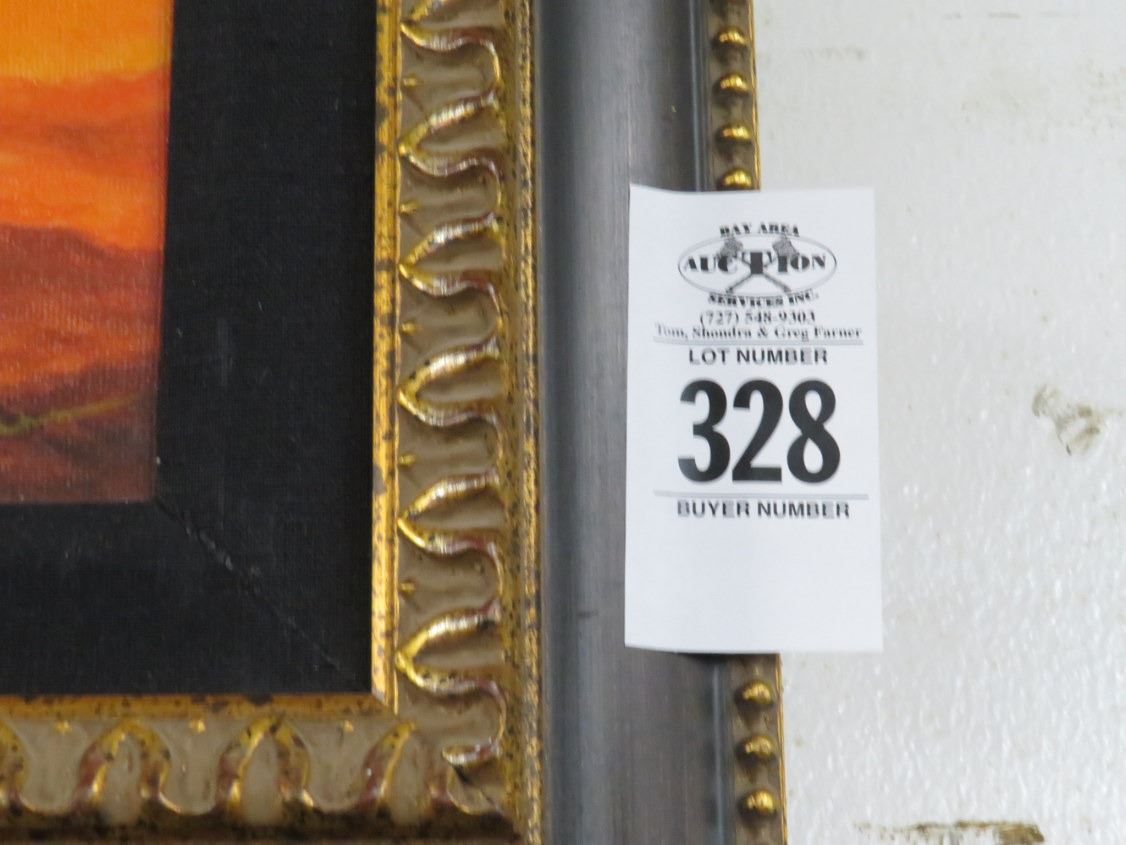 BAY AREA
AUCTION
SERVICES INC.
(727) 548-9303
Tom, Shondra & Greg Farner
LOT NUMBER
328
BUYER NUMBER